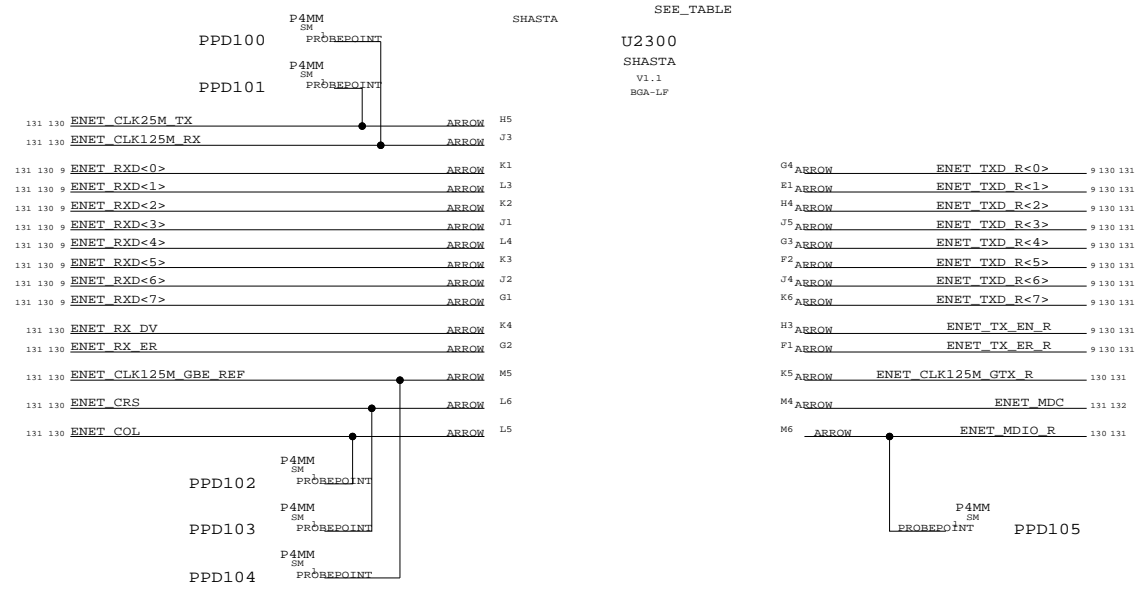 SEE_TABLE
SHASTA
U2300
SHASTA
V1.1
BGA-LF
P4MM
SM
PPD100 1 PROBEPOINT
P4MM
SM
PPD101 1 PROBEPOINT
131 130 ENET_CLK25M_TX ARROW H5
131 130 ENET_CLK125M_RX ARROW J3
131 130 9 ENET_RXD<0> ARROW K1
131 130 9 ENET_RXD<1> ARROW L3
131 130 9 ENET_RXD<2> ARROW K2
131 130 9 ENET_RXD<3> ARROW J1
131 130 9 ENET_RXD<4> ARROW L4
131 130 9 ENET_RXD<5> ARROW K3
131 130 9 ENET_RXD<6> ARROW J2
131 130 9 ENET_RXD<7> ARROW G1
131 130 ENET_RX_DV ARROW K4
131 130 ENET_RX_ER ARROW G2
131 130 ENET_CLK125M_GBE_REF ARROW M5
131 130 ENET_CRS ARROW L6
131 130 ENET_COL ARROW L5
P4MM
SM
PPD102 1 PROBEPOINT
P4MM
SM
PPD103 1 PROBEPOINT
P4MM
SM
PPD104 1 PROBEPOINT
G4 ARROW ENET_TXD_R<0> 9 130 131
E1 ARROW ENET_TXD_R<1> 9 130 131
H4 ARROW ENET_TXD_R<2> 9 130 131
J5 ARROW ENET_TXD_R<3> 9 130 131
G3 ARROW ENET_TXD_R<4> 9 130 131
F2 ARROW ENET_TXD_R<5> 9 130 131
J4 ARROW ENET_TXD_R<6> 9 130 131
K6 ARROW ENET_TXD_R<7> 9 130 131
H3 ARROW ENET_TX_EN_R 9 130 131
F1 ARROW ENET_TX_ER_R 9 130 131
K5 ARROW ENET_CLK125M_GTX_R 130 131
M4 ARROW ENET_MDC 131 132
M6 ARROW ENET_MDIO_R 130 131
P4MM
SM
PROBEPOINT 1 PPD105